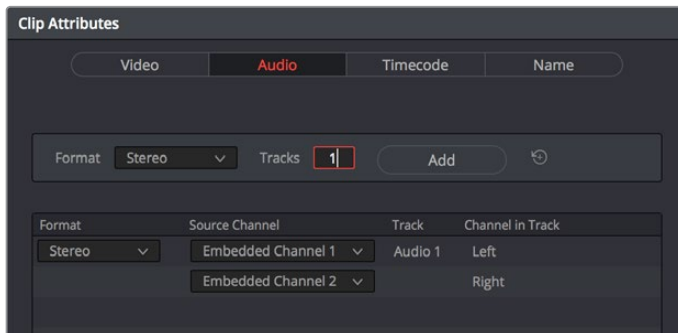 Clip Attributes
Video Audio Timecode Name
Format Stereo Tracks 1 Add
Format Source Channel Track Channel in Track
Stereo Embedded Channel 1 Audio 1 Left
Embedded Channel 2 Right